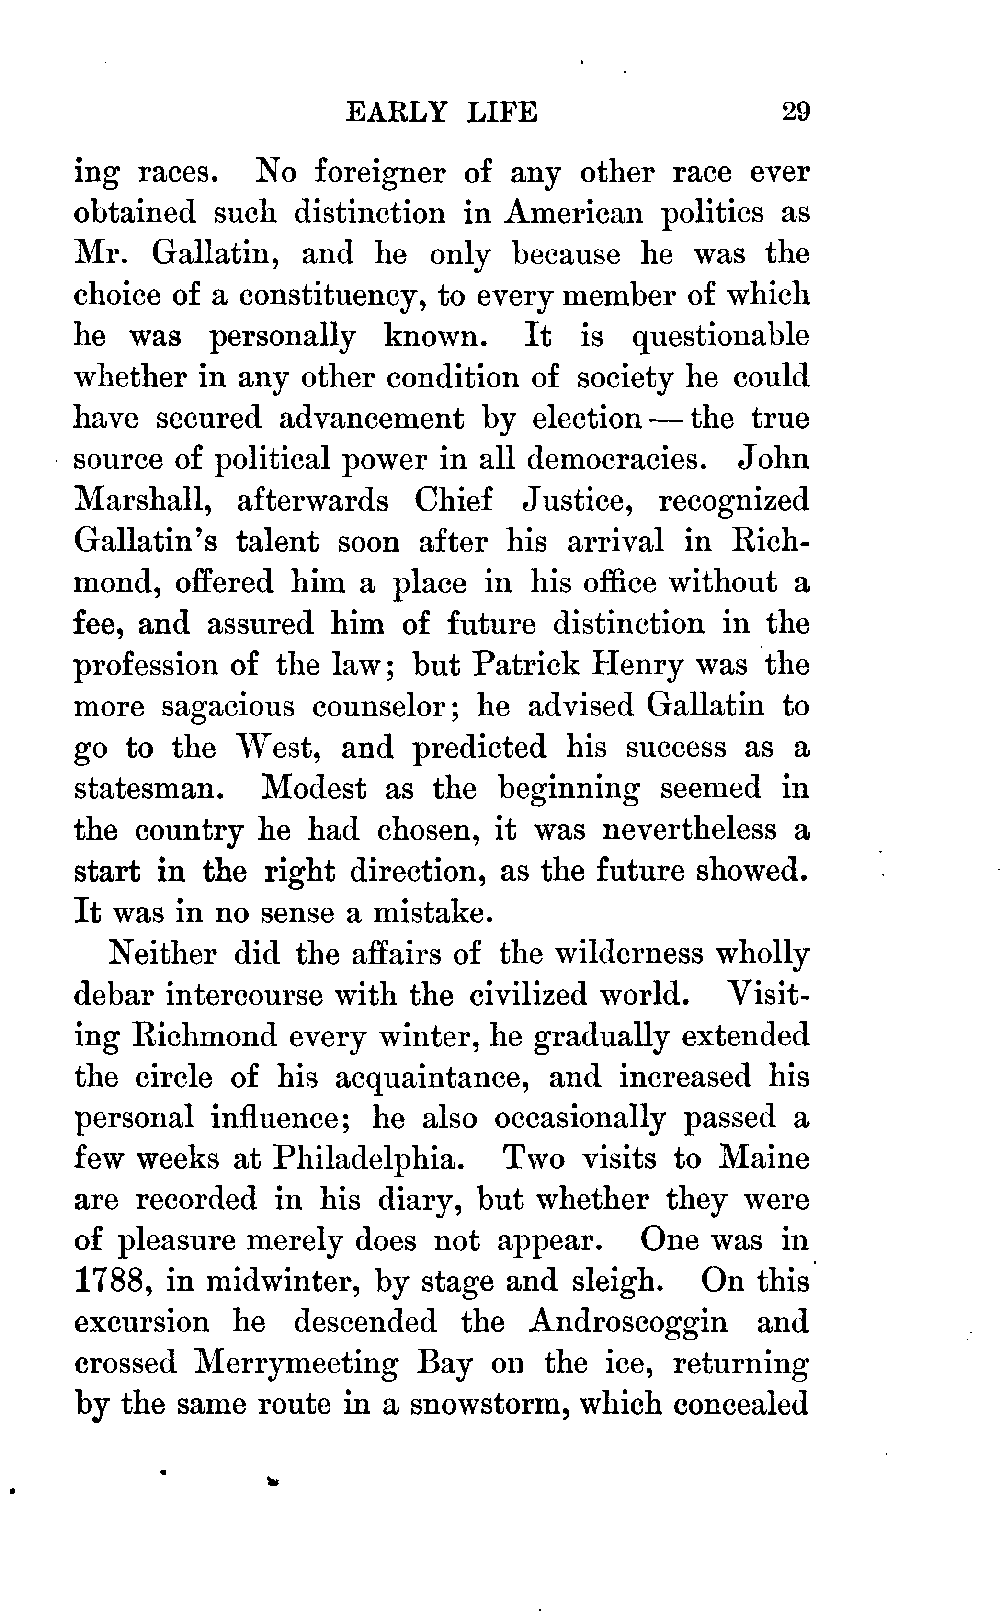 EARLY LIFE 29
ing races. No foreigner of any other race ever
obtained such distinction in American politics as
Mr. Gallatin, and he only because he was the
choice of a constituency, to every member of which
he was personally known. It is questionable
whether in any other condition of society he could
have secured advancement by election — the true
source of political power in all democracies. John
Marshall, afterwards Chief Justice, recognized
Gallatin's talent soon after his arrival in Rich-
mond, offered him a place in his office without a
fee, and assured him of future distinction in the
profession of the law; but Patrick Henry was the
more sagacious counselor; he advised Gallatin to
go to the West, and predicted his success as a
statesman. Modest as the beginning seemed in
the country he had chosen, it was nevertheless a
start in the right direction, as the future showed.
It was in no sense a mistake.
Neither did the affairs of the wilderness wholly
debar intercourse with the civilized world. Visit-
ing Richmond every winter, he gradually extended
the circle of his acquaintance, and increased his
personal influence; he also occasionally passed a
few weeks at Philadelphia. Two visits to Maine
are recorded in his diary, but whether they were
of pleasure merely does not appear. One was in
1788, in midwinter, by stage and sleigh. On this
excursion he descended the Androscoggin and
crossed Merrymeeting Bay on the ice, returning
by the same route in a snowstorm, which concealed